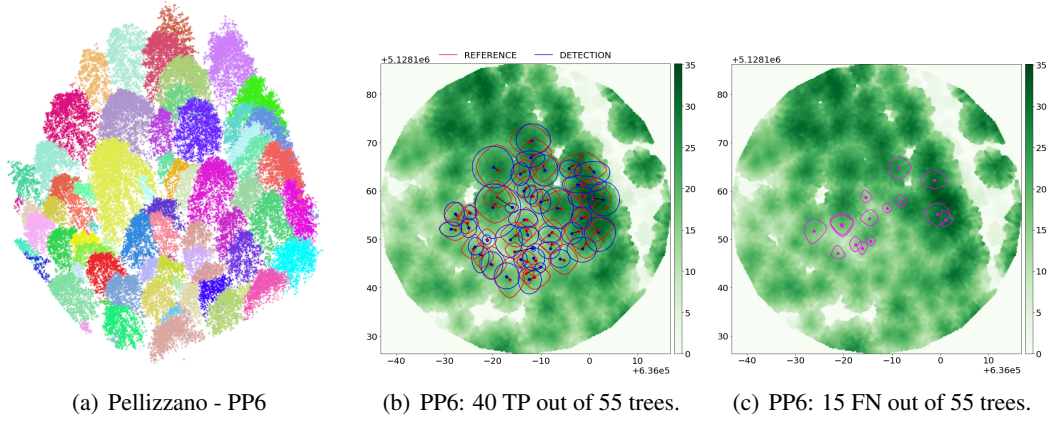 REFERENCE DETECTION
+5.1281e6
80
70
60
50
40
30
−40 −30 −20 −10 0 10
+6.36e5
35
30
25
20
15
10
5
0
+5.1281e6
80
70
60
50
40
30
−40 −30 −20 −10 0 10
+6.36e5
35
30
25
20
15
10
5
0
(a) Pellizzano - PP6
(b) PP6: 40 TP out of 55 trees.
(c) PP6: 15 FN out of 55 trees.